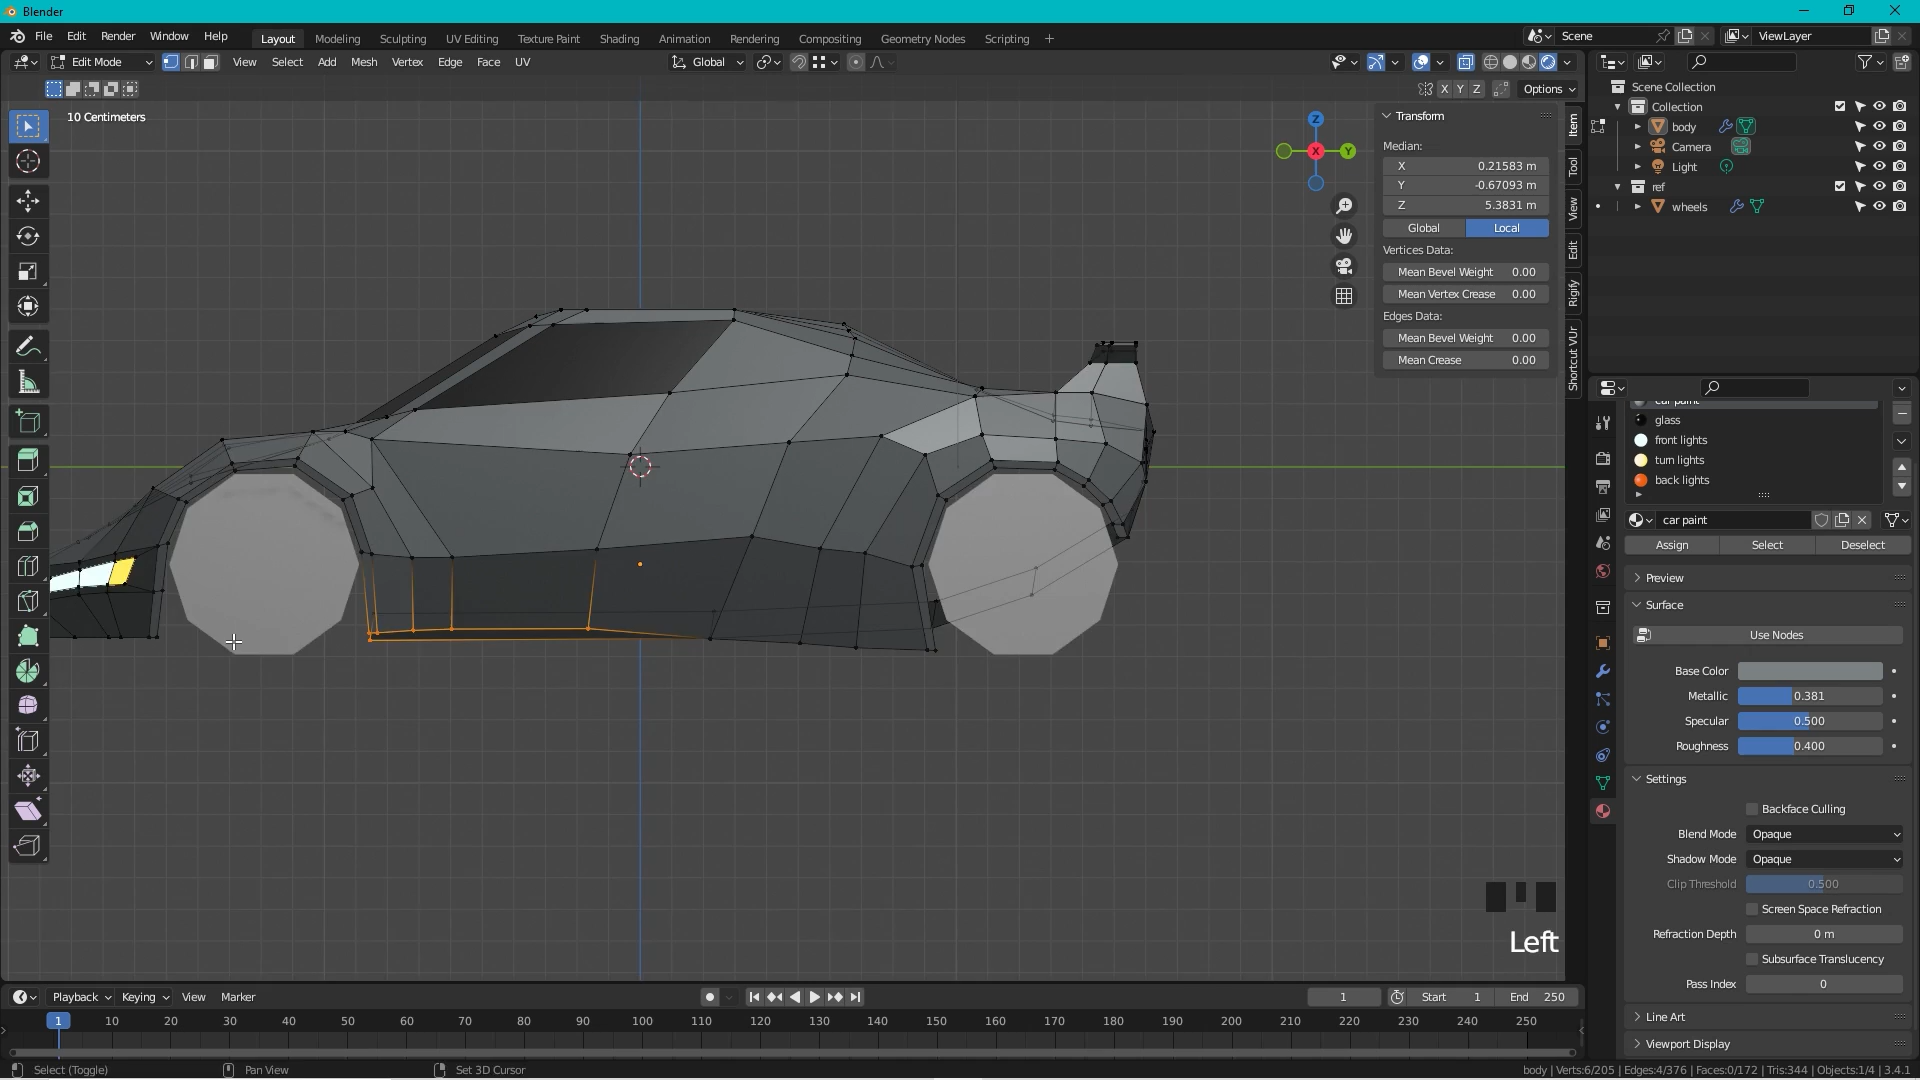 Blender
File Edit Render Window Help
Layout Modeling Sculpting UV Editing Texture Paint Shading Animation Rendering Compositing Geometry Nodes Scripting +
Scene
ViewLayer
Edit Mode
View Select Add Mesh Vertex Edge Face UV
Global
X Y Z
Options
10 Centimeters
Z
X
Y
Transform
Median:
X 0.21583 m
Y -0.67093 m
Z 5.3831 m
Global Local
Vertices Data:
Mean Bevel Weight 0.00
Mean Vertex Crease 0.00
Edges Data:
Mean Bevel Weight 0.00
Mean Crease 0.00
Item
Tool
View
Edit
Rigify
Shortcut VUr
Scene Collection
Collection
body
Camera
Light
ref
wheels
car paint
glass
front lights
turn lights
back lights
car paint
Assign Select Deselect
Preview
Surface
Use Nodes
Base Color
Metallic 0.381
Specular 0.500
Roughness 0.400
Settings
Backface Culling
Blend Mode Opaque
Shadow Mode Opaque
Clip Threshold 0.500
Screen Space Refraction
Refraction Depth 0 m
Subsurface Translucency
Pass Index 0
Line Art
Viewport Display
Left
Playback Keying View Marker
1 Start 1 End 250
1 10 20 30 40 50 60 70 80 90 100 110 120 130 140 150 160 170 180 190 200 210 220 230 240 250
Select (Toggle) Pan View Set 3D Cursor
body | Verts:6/205 | Edges:4/376 | Faces:0/172 | Tris:344 | Objects:1/4 | 3.4.1